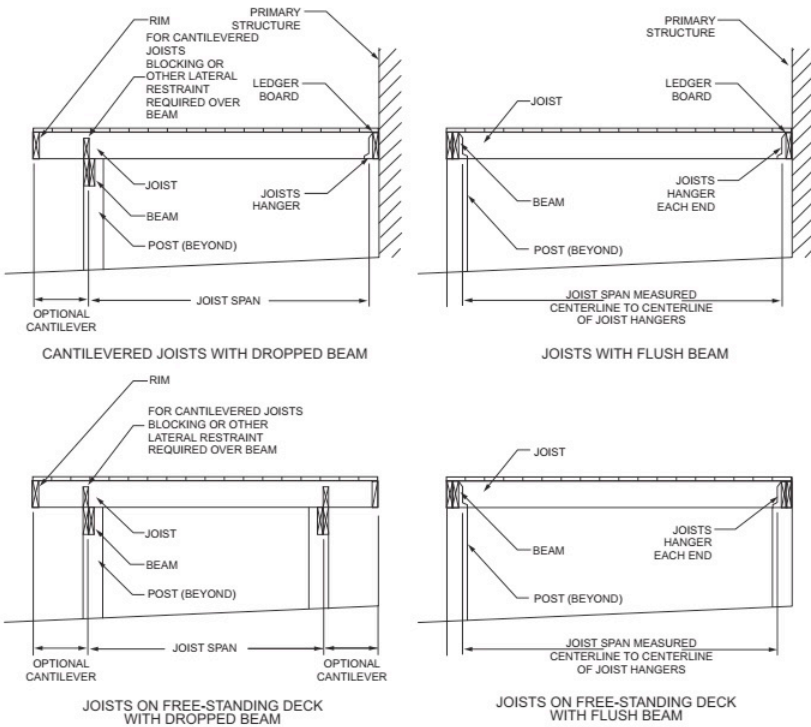 RIM
FOR CANTILEVERED
JOISTS
BLOCKING OR
OTHER LATERAL
RESTRAINT
REQUIRED OVER
BEAM
PRIMARY
STRUCTURE
LEDGER
BOARD
JOIST
JOISTS
HANGER
BEAM
POST (BEYOND)
JOIST SPAN
OPTIONAL
CANTILEVER
CANTILEVERED JOISTS WITH DROPPED BEAM
PRIMARY
STRUCTURE
LEDGER
BOARD
JOIST
JOISTS
HANGER
EACH END
BEAM
POST (BEYOND)
JOIST SPAN MEASURED
CENTERLINE TO CENTERLINE
OF JOIST HANGERS
JOISTS WITH FLUSH BEAM
RIM
FOR CANTILEVERED JOISTS
BLOCKING OR OTHER
LATERAL RESTRAINT
REQUIRED OVER BEAM
JOIST
BEAM
POST (BEYOND)
JOIST SPAN
OPTIONAL
CANTILEVER
OPTIONAL
CANTILEVER
JOISTS ON FREE-STANDING DECK
WITH DROPPED BEAM
JOIST
JOISTS
HANGER
EACH END
BEAM
POST (BEYOND)
JOIST SPAN MEASURED
CENTERLINE TO CENTERLINE
OF JOIST HANGERS
JOISTS ON FREE-STANDING DECK
WITH FLUSH BEAM